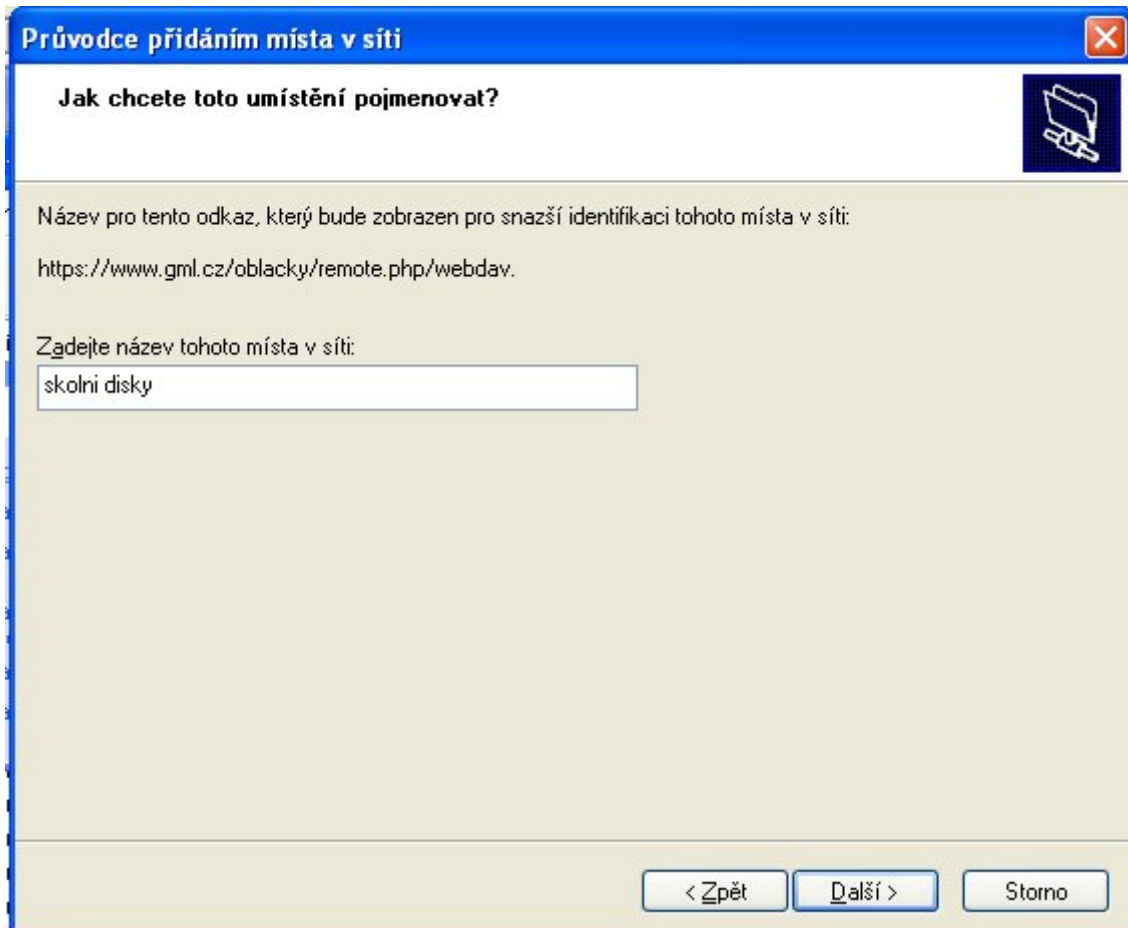 Průvodce přidáním místa v síti
Jak chcete toto umístění pojmenovat?
Název pro tento odkaz, který bude zobrazen pro snazší identifikaci tohoto místa v síti:
https://www.gml.cz/oblacky/remote.php/webdav.
Zadejte název tohoto místa v síti:
skolni disky
< Zpět
Další >
Storno